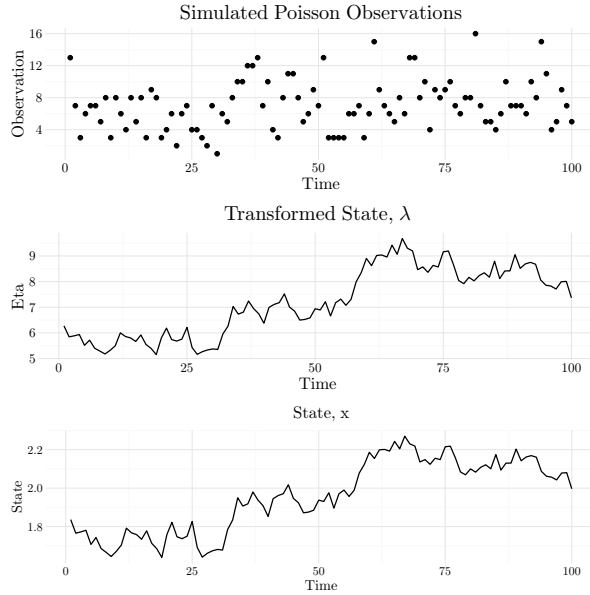 Simulated Poisson Observations
16
12
8
4
Observation
0 25 50 75 100
Time
Transformed State, λ
9
8
7
6
5
Eta
0 25 50 75 100
Time
State, x
2.2
2.0
1.8
State
0 25 50 75 100
Time